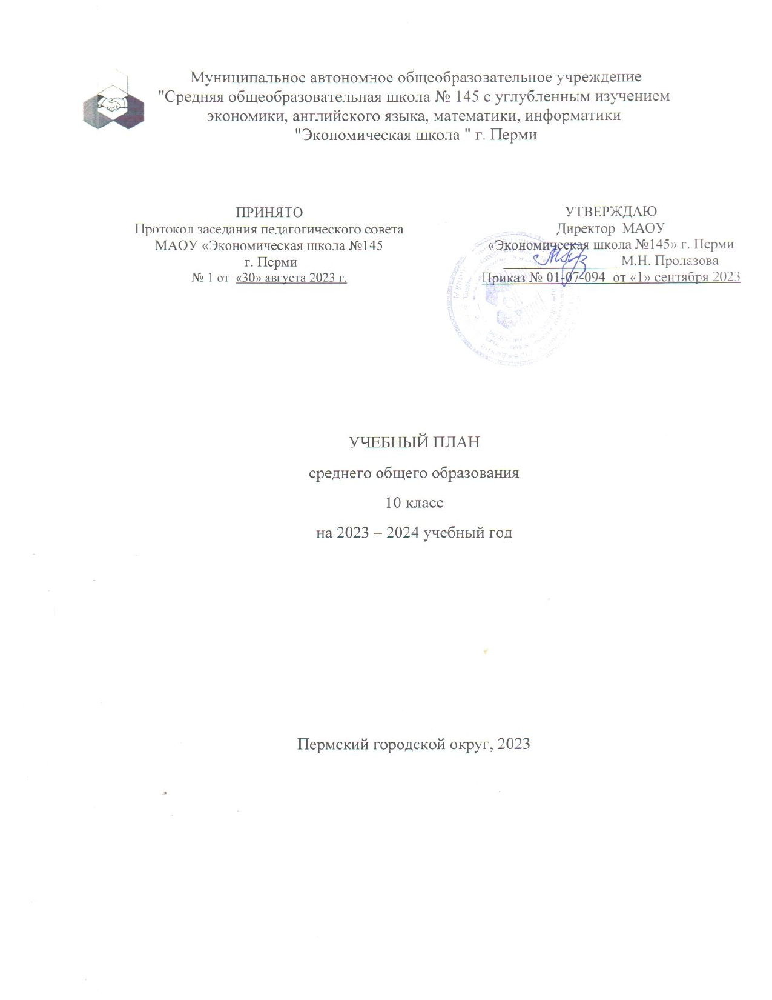 Муниципальное автономное общеобразовательное учреждение
"Средняя общеобразовательная школа № 145 с углубленным изучением
экономики, английского языка, математики, информатики
"Экономическая школа " г. Перми
ПРИНЯТО
Протокол заседания педагогического совета
МАОУ «Экономическая школа №145
г. Перми
№ 1 от «30» августа 2023 г.
УТВЕРЖДАЮ
Директор МАОУ
«Экономическая школа №145» г. Перми
М.Н. Пролазова
Приказ № 01-07-094 от «1» сентября 2023
УЧЕБНЫЙ ПЛАН
среднего общего образования
10 класс
на 2023 – 2024 учебный год
Пермский городской округ, 2023